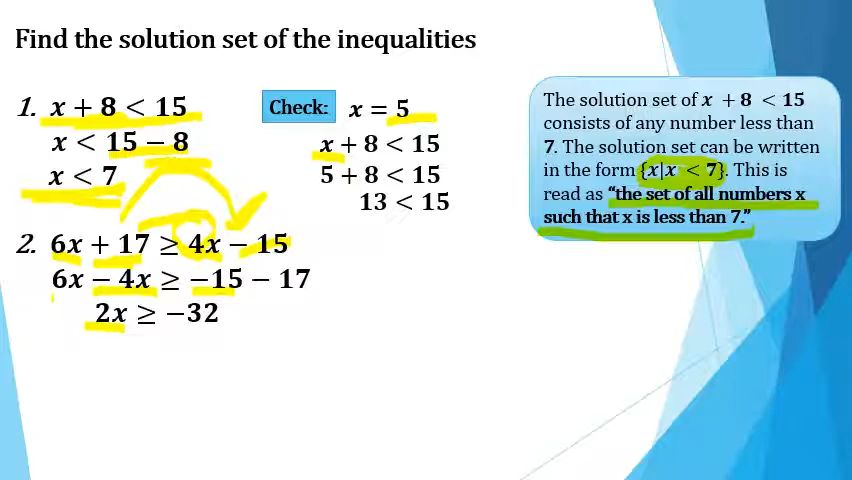 Find the solution set of the inequalities
1. x + 8 < 15
x < 15 − 8
x < 7
Check: x = 5
x + 8 < 15
5 + 8 < 15
13 < 15
2. 6x + 17 ≥ 4x − 15
6x − 4x ≥ −15 − 17
2x ≥ −32
The solution set of x + 8 < 15
consists of any number less than
7. The solution set can be written
in the form {x|x < 7}. This is
read as “the set of all numbers x
such that x is less than 7.”